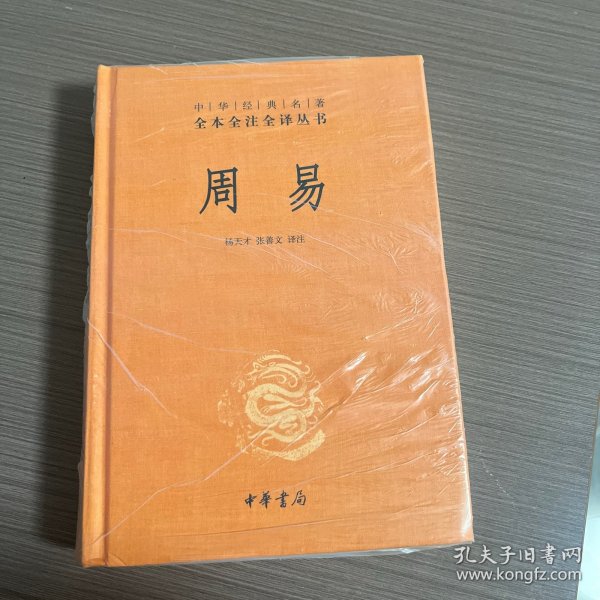 中|华|经|典|名|著
全本全注全译丛书
周易
杨天才 张善文 译注
中華書局
孔夫子旧書网
www.kongfz.com